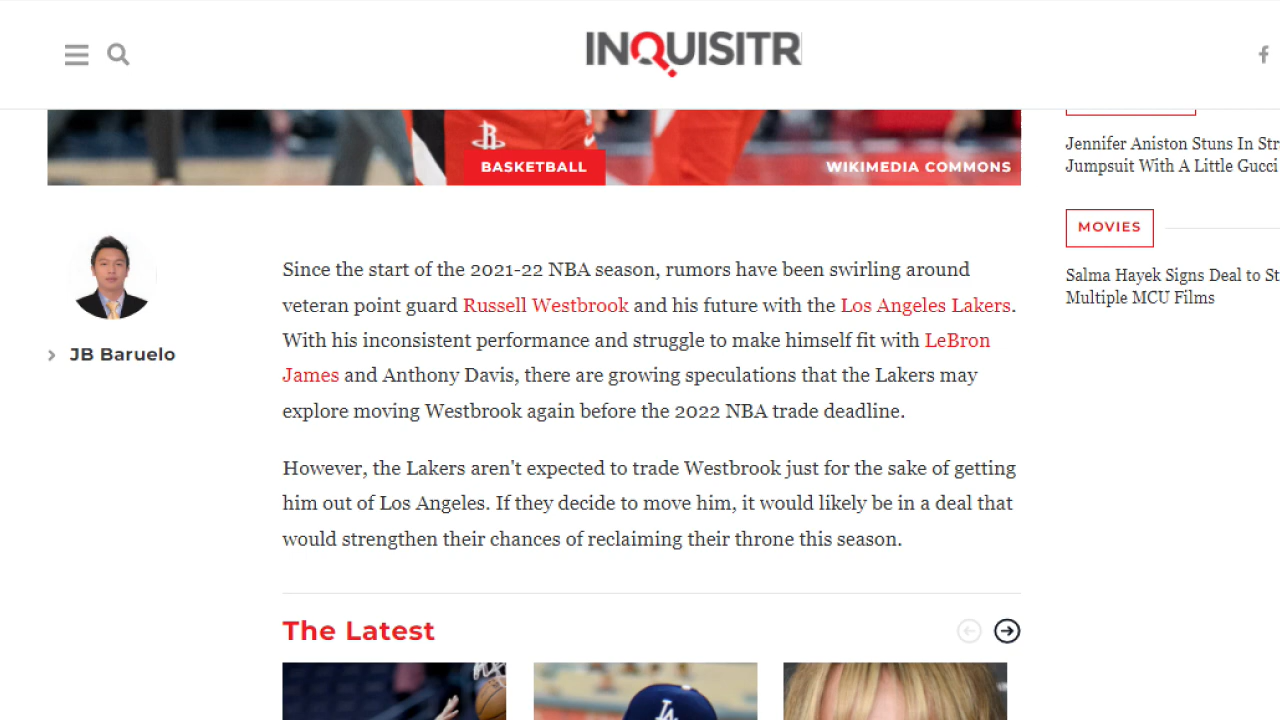 INQUISITR
BASKETBALL
WIKIMEDIA COMMONS
JB Baruelo
Since the start of the 2021-22 NBA season, rumors have been swirling around
veteran point guard Russell Westbrook and his future with the Los Angeles Lakers.
With his inconsistent performance and struggle to make himself fit with LeBron
James and Anthony Davis, there are growing speculations that the Lakers may
explore moving Westbrook again before the 2022 NBA trade deadline.
However, the Lakers aren't expected to trade Westbrook just for the sake of getting
him out of Los Angeles. If they decide to move him, it would likely be in a deal that
would strengthen their chances of reclaiming their throne this season.
The Latest
LA
Jennifer Aniston Stuns In Str
Jumpsuit With A Little Gucci
MOVIES
Salma Hayek Signs Deal to St
Multiple MCU Films